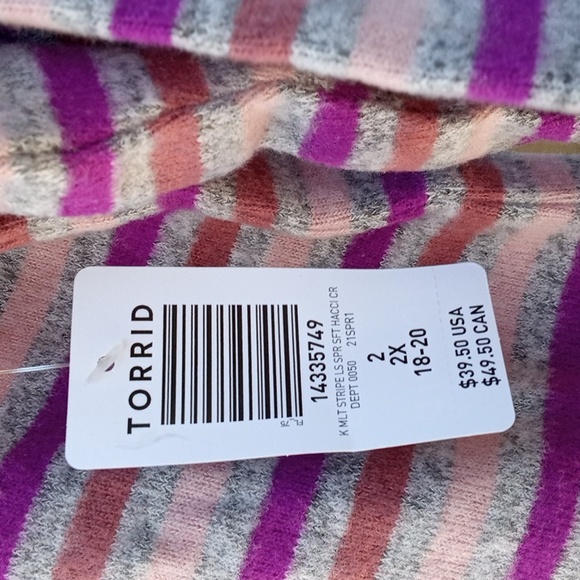 TORRID
14335749
K MLT STRIPE LS SPR SFT HACCI CR
DEPT 0050 21SPR1
2
2X
18-20
$39.50 USA
$49.50 CAN